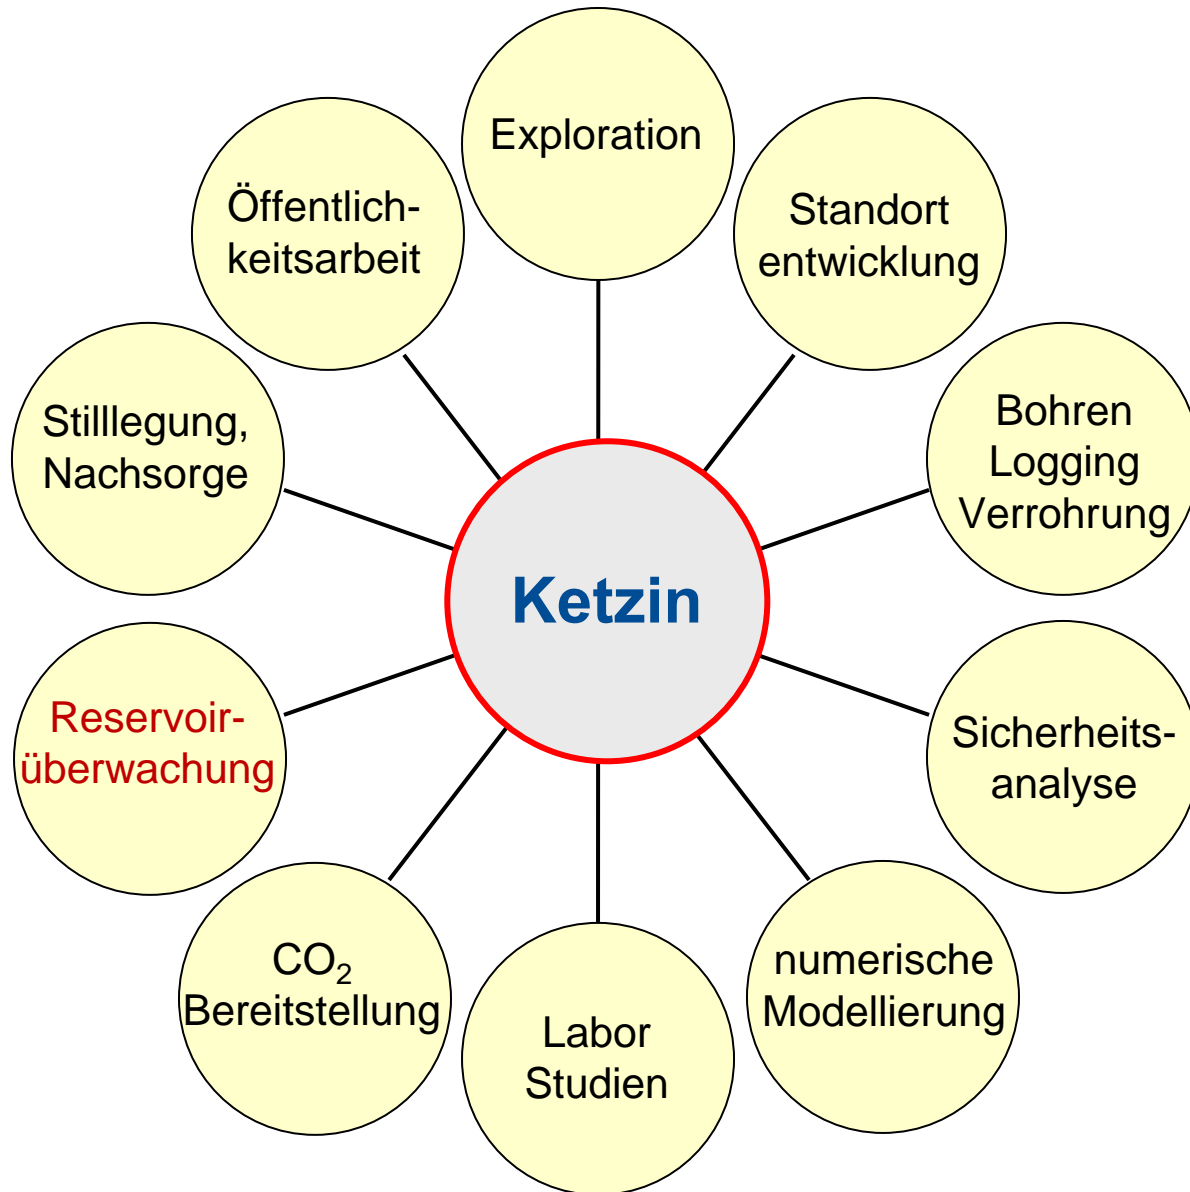 Exploration
Öffentlich-
keitsarbeit
Standort
entwicklung
Stilllegung,
Nachsorge
Bohren
Logging
Verrohrung
Ketzin
Reservoir-
überwachung
Sicherheits-
analyse
CO₂
Bereitstellung
numerische
Modellierung
Labor
Studien